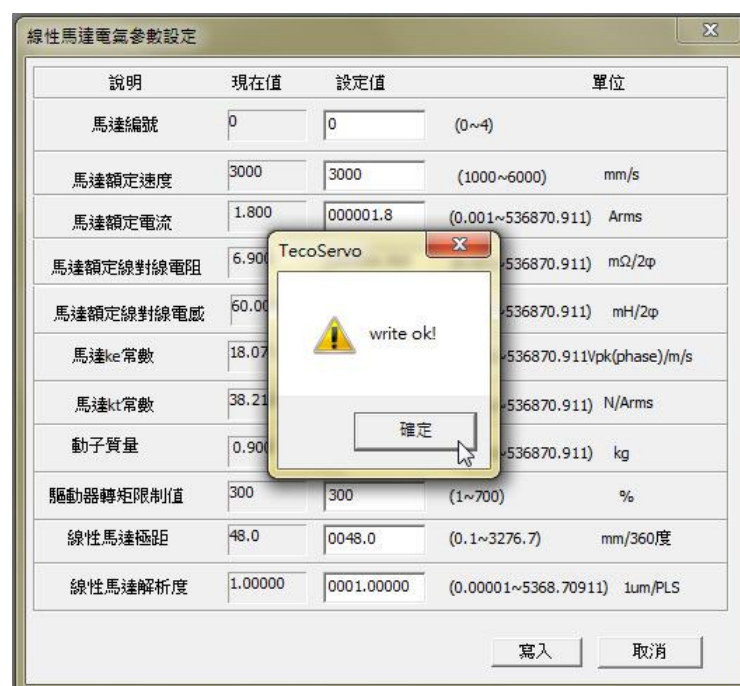 線性馬達電氣參數設定
說明 現在值 設定值 單位
馬達編號 0 0 (0~4)
馬達額定速度 3000 3000 (1000~6000) mm/s
馬達額定電流 1.800 000001.8 (0.001~536870.911) Arms
TecoServo
馬達額定線對線電阻 6.900 ~536870.911) mΩ/2φ
馬達額定線對線電感 60.00 ~536870.911) mH/2φ
write ok!
馬達ke常數 18.07 ~536870.911Vpk(phase)/m/s
馬達kt常數 38.21 ~536870.911) N/Arms
確定
動子質量 0.900 ~536870.911) kg
驅動器轉矩限制值 300 300 (1~700) %
線性馬達極距 48.0 0048.0 (0.1~3276.7) mm/360度
線性馬達解析度 1.00000 0001.00000 (0.00001~5368.70911) 1um/PLS
寫入 取消